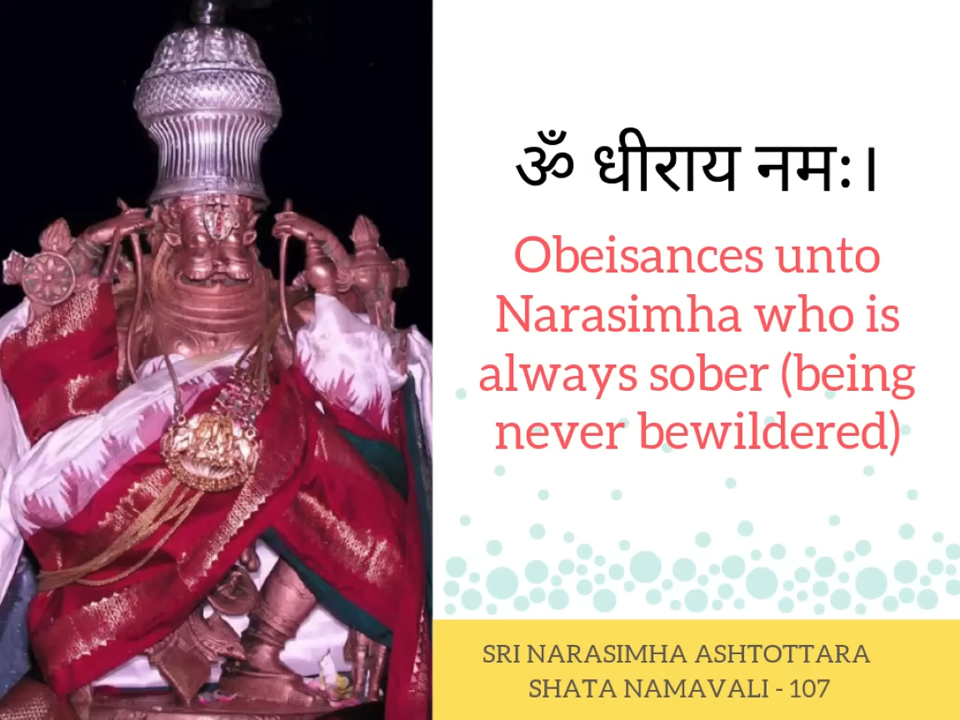 ॐ धीराय नमः।
Obeisances unto
Narasimha who is
always sober (being
never bewildered)
SRI NARASIMHA ASHTOTTARA
SHATA NAMAVALI - 107